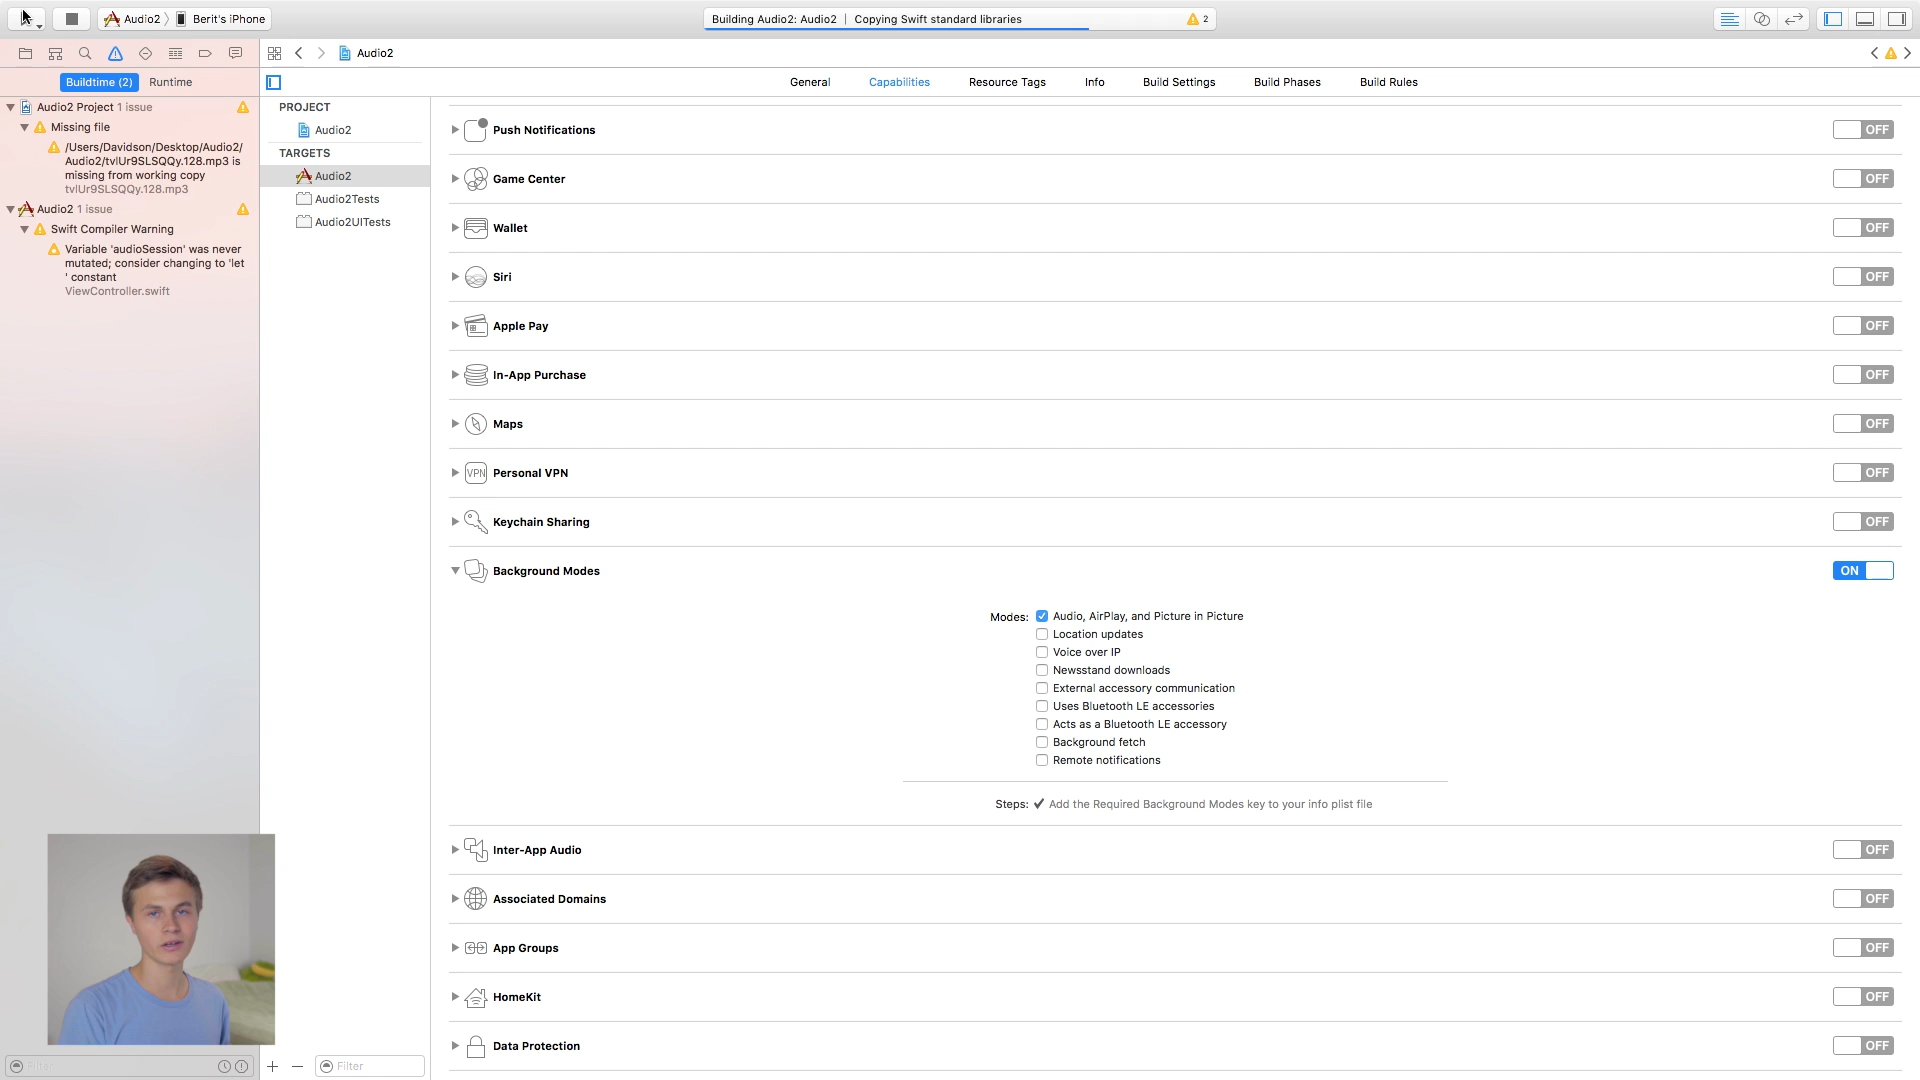 Audio2 Berit's iPhone
Building Audio2: Audio2 | Copying Swift standard libraries
2
Audio2
Buildtime (2) Runtime
General Capabilities Resource Tags Info Build Settings Build Phases Build Rules
Audio2 Project 1 issue
Missing file
/Users/Davidson/Desktop/Audio2/
Audio2/tvlUr9SLSQQy.128.mp3 is
missing from working copy
tvlUr9SLSQQy.128.mp3
Audio2 1 issue
Swift Compiler Warning
Variable 'audioSession' was never
mutated; consider changing to 'let
' constant
ViewController.swift
Filter
PROJECT
Audio2
TARGETS
Audio2
Audio2Tests
Audio2UITests
Filter
Push Notifications OFF
Game Center OFF
Wallet OFF
Siri OFF
Apple Pay OFF
In-App Purchase OFF
Maps OFF
VPN Personal VPN OFF
Keychain Sharing OFF
Background Modes ON
Modes: Audio, AirPlay, and Picture in Picture
Location updates
Voice over IP
Newsstand downloads
External accessory communication
Uses Bluetooth LE accessories
Acts as a Bluetooth LE accessory
Background fetch
Remote notifications
Steps: ✔ Add the Required Background Modes key to your info plist file
Inter-App Audio OFF
Associated Domains OFF
App Groups OFF
HomeKit OFF
Data Protection OFF